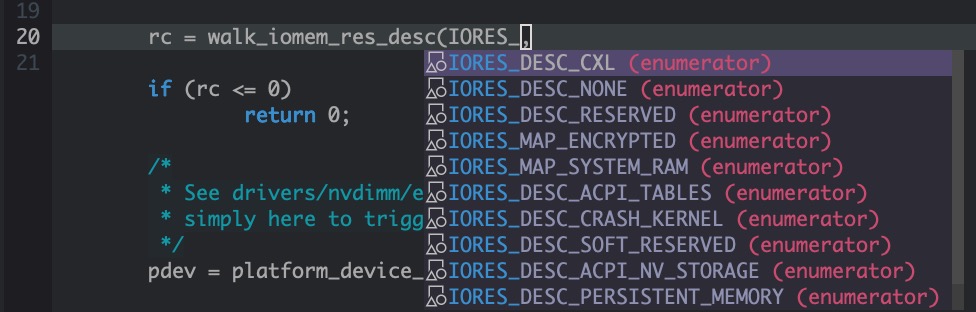 19
20 rc = walk_iomem_res_desc(IORES_,
21 IORES_DESC_CXL (enumerator)
if (rc <= 0) IORES_DESC_NONE (enumerator)
return 0; IORES_DESC_RESERVED (enumerator)
IORES_MAP_ENCRYPTED (enumerator)
/* IORES_MAP_SYSTEM_RAM (enumerator)
* See drivers/nvdimm/e IORES_DESC_ACPI_TABLES (enumerator)
* simply here to trigg IORES_DESC_CRASH_KERNEL (enumerator)
*/ IORES_DESC_SOFT_RESERVED (enumerator)
pdev = platform_device_ IORES_DESC_ACPI_NV_STORAGE (enumerator)
IORES_DESC_PERSISTENT_MEMORY (enumerator)